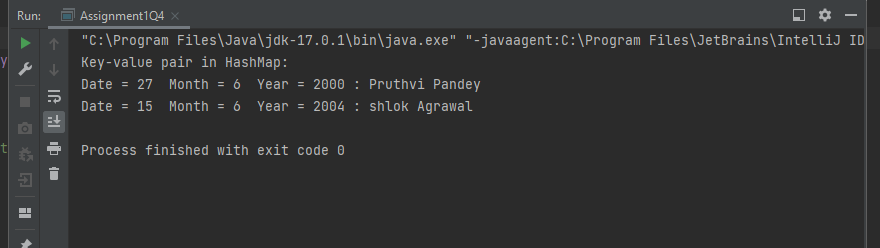 Run: Assignment1Q4
"C:\Program Files\Java\jdk-17.0.1\bin\java.exe" "-javaagent:C:\Program Files\JetBrains\IntelliJ ID
Key-value pair in HashMap:
Date = 27  Month = 6  Year = 2000 : Pruthvi Pandey
Date = 15  Month = 6  Year = 2004 : shlok Agrawal
Process finished with exit code 0
y
t